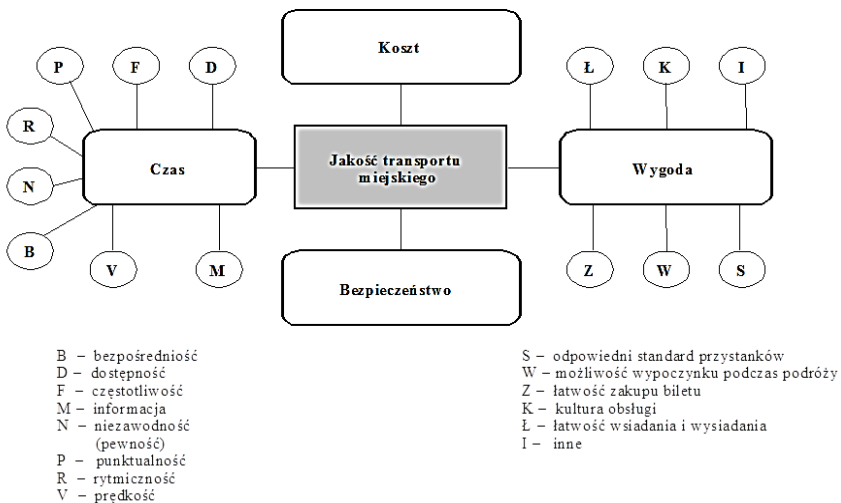 Koszt
P
F
D
Ł
K
I
R
Czas
Jakość transportu
miejskiego
Wygoda
N
B
V
M
Bezpieczeństwo
Z
W
S
B – bezpośredniość
D – dostępność
F – częstotliwość
M – informacja
N – niezawodność
(pewność)
P – punktualność
R – rytmiczność
V – prędkość
S – odpowiedni standard przystanków
W – możliwość wypoczynku podczas podróży
Z – łatwość zakupu biletu
K – kultura obsługi
Ł – łatwość wsiadania i wysiadania
I – inne